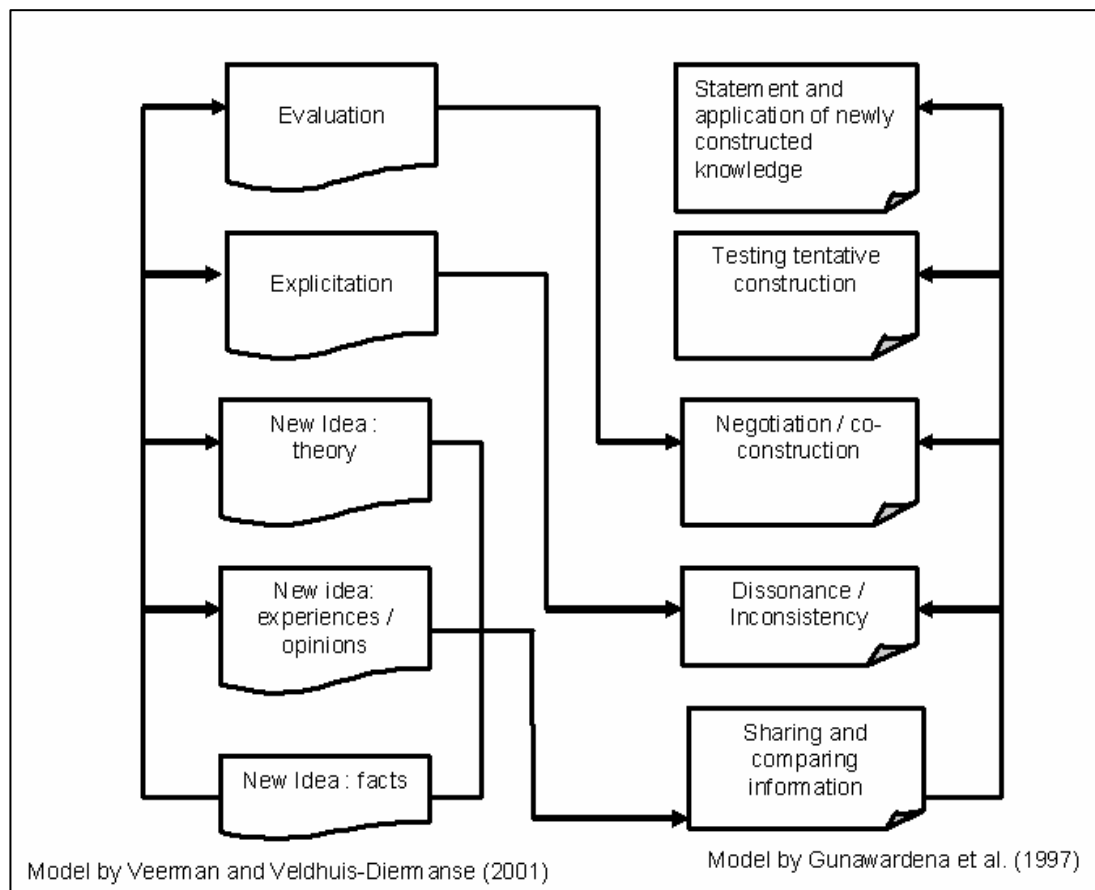 Evaluation
Explicitation
New Idea : theory
New idea: experiences / opinions
New Idea : facts
Model by Veerman and Veldhuis-Diermanse (2001)
Statement and
application of newly
constructed
knowledge
Testing tentative
construction
Negotiation / co-
construction
Dissonance /
Inconsistency
Sharing and
comparing
information
Model by Gunawardena et al. (1997)